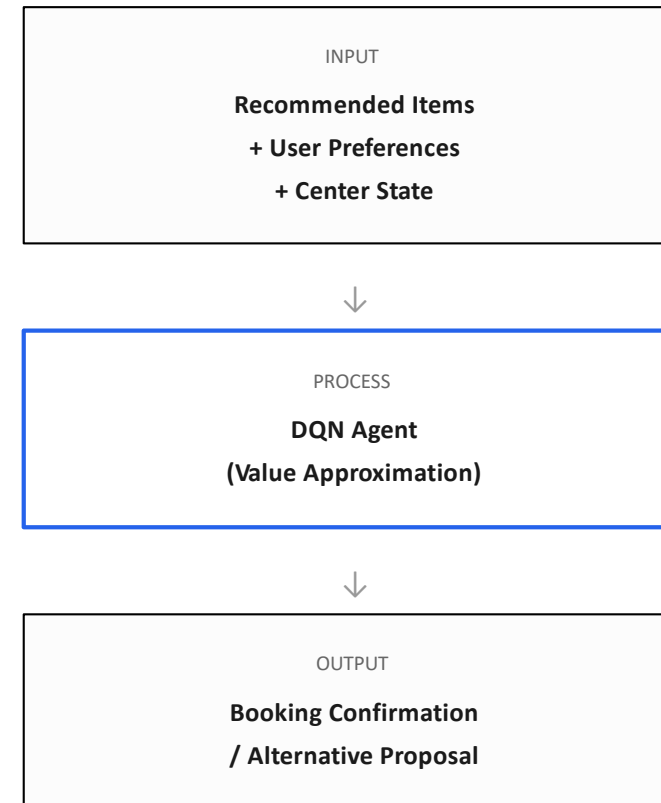 INPUT
Recommended Items
+ User Preferences
+ Center State
PROCESS
DQN Agent
(Value Approximation)
OUTPUT
Booking Confirmation
/ Alternative Proposal